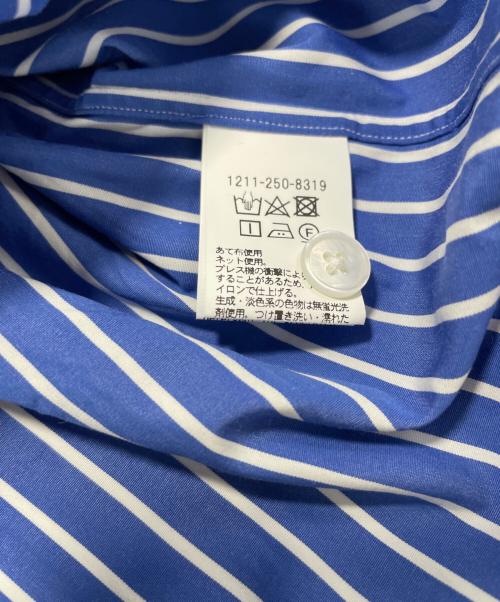 1211-250-8319
F
あて布使用
ネット使用。
プレス機の衝撃によ
することがあるため、
イロンで仕上げる。
生成・淡色系の色物は無蛍光洗
剤使用。つけ置き洗い・濡れた